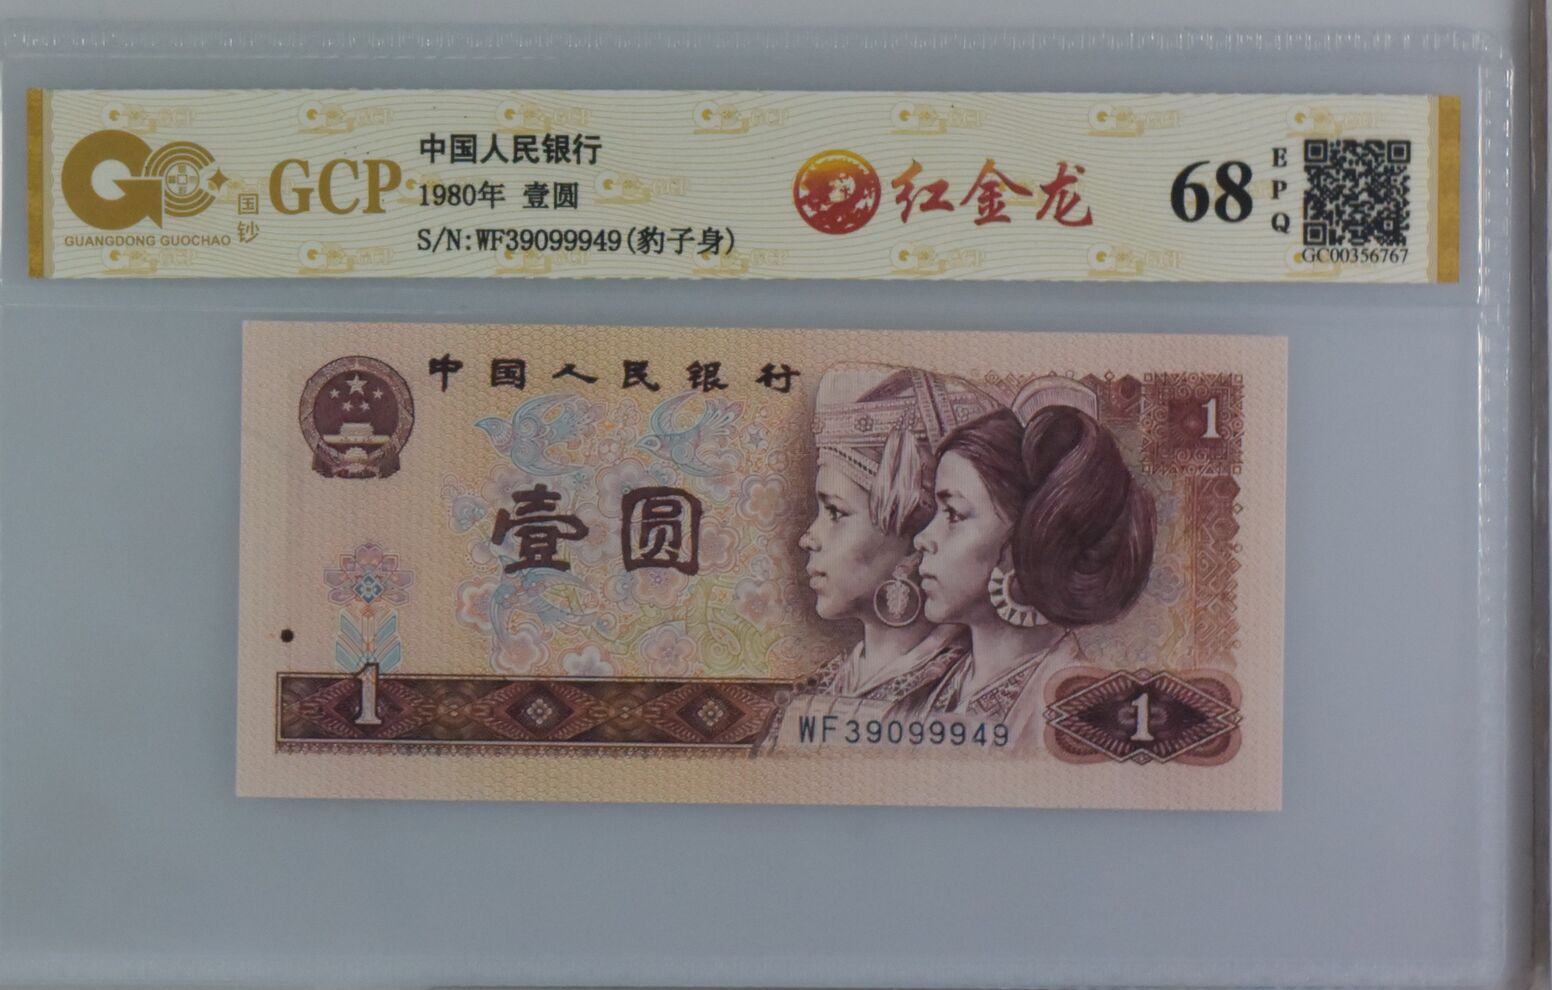 GC
GUANGDONG GUOCHAO
国钞
GCP
中国人民银行
1980年 壹圆
S/N:WF39099949(豹子身)
红金龙
68
EPQ
GC00356767
中国人民银行
1
壹圆
1
WF39099949
1